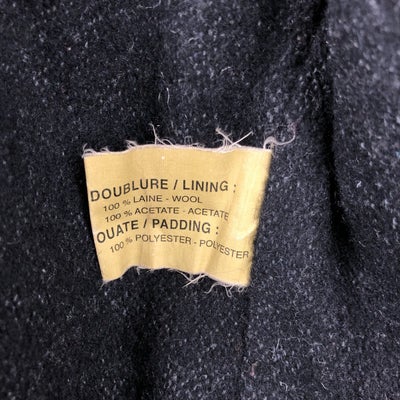 DOUBLURE / LINING :
100 % LAINE - WOOL
100 % ACETATE - ACETATE
OUATE / PADDING :
100 % POLYESTER - POLYESTER